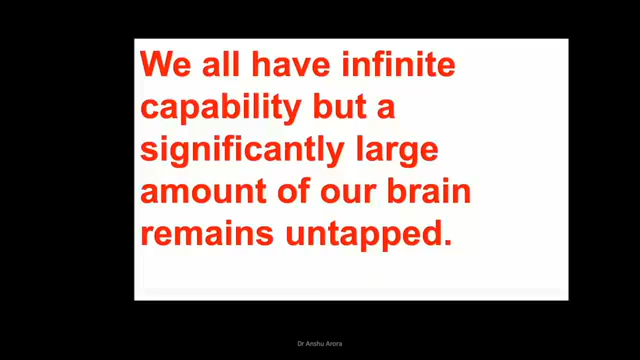 We all have infinite
capability but a
significantly large
amount of our brain
remains untapped.
Dr Anshu Arora